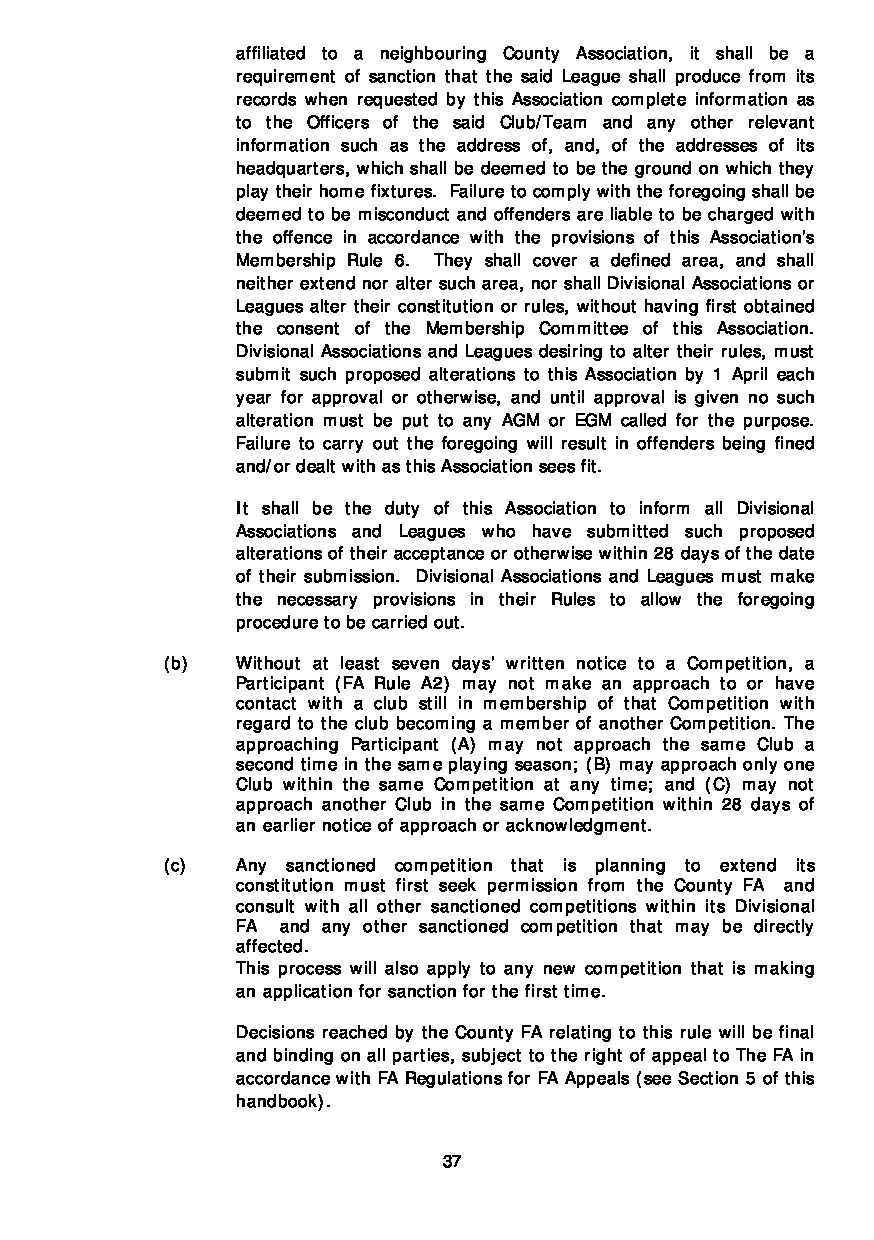 affiliated to a neighbouring County Association, it shall be a
requirement of sanction that the said League shall produce from its
records when requested by this Association complete information as
to the Officers of the said Club/Team and any other relevant
information such as the address of, and, of the addresses of its
headquarters, which shall be deemed to be the ground on which they
play their home fixtures. Failure to comply with the foregoing shall be
deemed to be misconduct and offenders are liable to be charged with
the offence in accordance with the provisions of this Association's
Membership Rule 6. They shall cover a defined area, and shall
neither extend nor alter such area, nor shall Divisional Associations or
Leagues alter their constitution or rules, without having first obtained
the consent of the Membership Committee of this Association.
Divisional Associations and Leagues desiring to alter their rules, must
submit such proposed alterations to this Association by 1 April each
year for approval or otherwise, and until approval is given no such
alteration must be put to any AGM or EGM called for the purpose.
Failure to carry out the foregoing will result in offenders being fined
and/or dealt with as this Association sees fit.
It shall be the duty of this Association to inform all Divisional
Associations and Leagues who have submitted such proposed
alterations of their acceptance or otherwise within 28 days of the date
of their submission. Divisional Associations and Leagues must make
the necessary provisions in their Rules to allow the foregoing
procedure to be carried out.
(b) Without at least seven days' written notice to a Competition, a
Participant (FA Rule A2) may not make an approach to or have
contact with a club still in membership of that Competition with
regard to the club becoming a member of another Competition. The
approaching Participant (A) may not approach the same Club a
second time in the same playing season; (B) may approach only one
Club within the same Competition at any time; and (C) may not
approach another Club in the same Competition within 28 days of
an earlier notice of approach or acknowledgment.
(c) Any sanctioned competition that is planning to extend its
constitution must first seek permission from the County FA and
consult with all other sanctioned competitions within its Divisional
FA and any other sanctioned competition that may be directly
affected.
This process will also apply to any new competition that is making
an application for sanction for the first time.
Decisions reached by the County FA relating to this rule will be final
and binding on all parties, subject to the right of appeal to The FA in
accordance with FA Regulations for FA Appeals (see Section 5 of this
handbook).
37